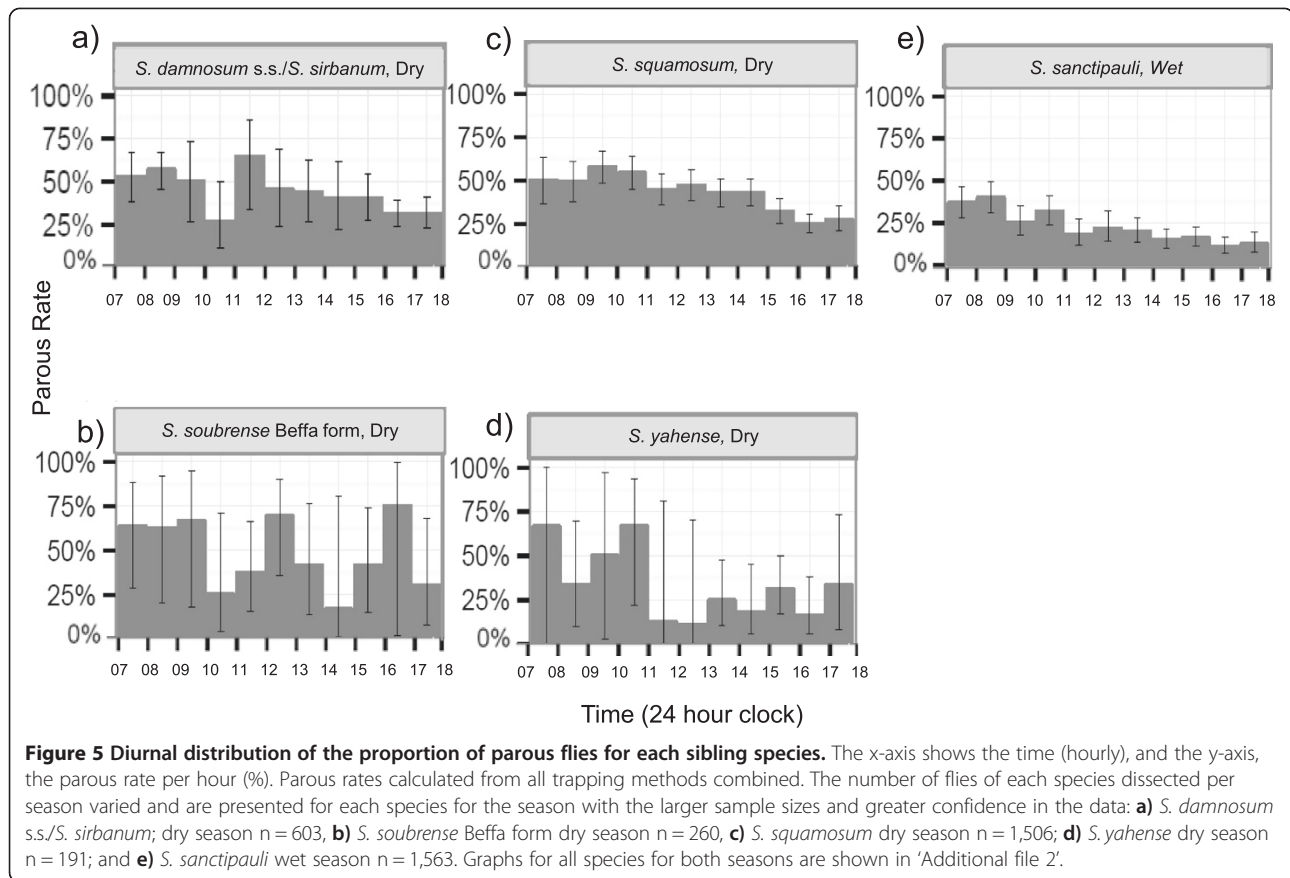 a)
S. damnosum s.s./S. sirbanum, Dry
100%
75%
50%
25%
0%
07 08 09 10 11 12 13 14 15 16 17 18
c)
S. squamosum, Dry
100%
75%
50%
25%
0%
07 08 09 10 11 12 13 14 15 16 17 18
e)
S. sanctipauli, Wet
100%
75%
50%
25%
0%
07 08 09 10 11 12 13 14 15 16 17 18
Parous Rate
b)
S. soubrense Beffa form, Dry
100%
75%
50%
25%
0%
07 08 09 10 11 12 13 14 15 16 17 18
d)
S. yahense, Dry
100%
75%
50%
25%
0%
07 08 09 10 11 12 13 14 15 16 17 18
Time (24 hour clock)
Figure 5 Diurnal distribution of the proportion of parous flies for each sibling species. The x-axis shows the time (hourly), and the y-axis,
the parous rate per hour (%). Parous rates calculated from all trapping methods combined. The number of flies of each species dissected per
season varied and are presented for each species for the season with the larger sample sizes and greater confidence in the data: a) S. damnosum
s.s./S. sirbanum; dry season n = 603, b) S. soubrense Beffa form dry season n = 260, c) S. squamosum dry season n = 1,506; d) S. yahense dry season
n = 191; and e) S. sanctipauli wet season n = 1,563. Graphs for all species for both seasons are shown in 'Additional file 2'.